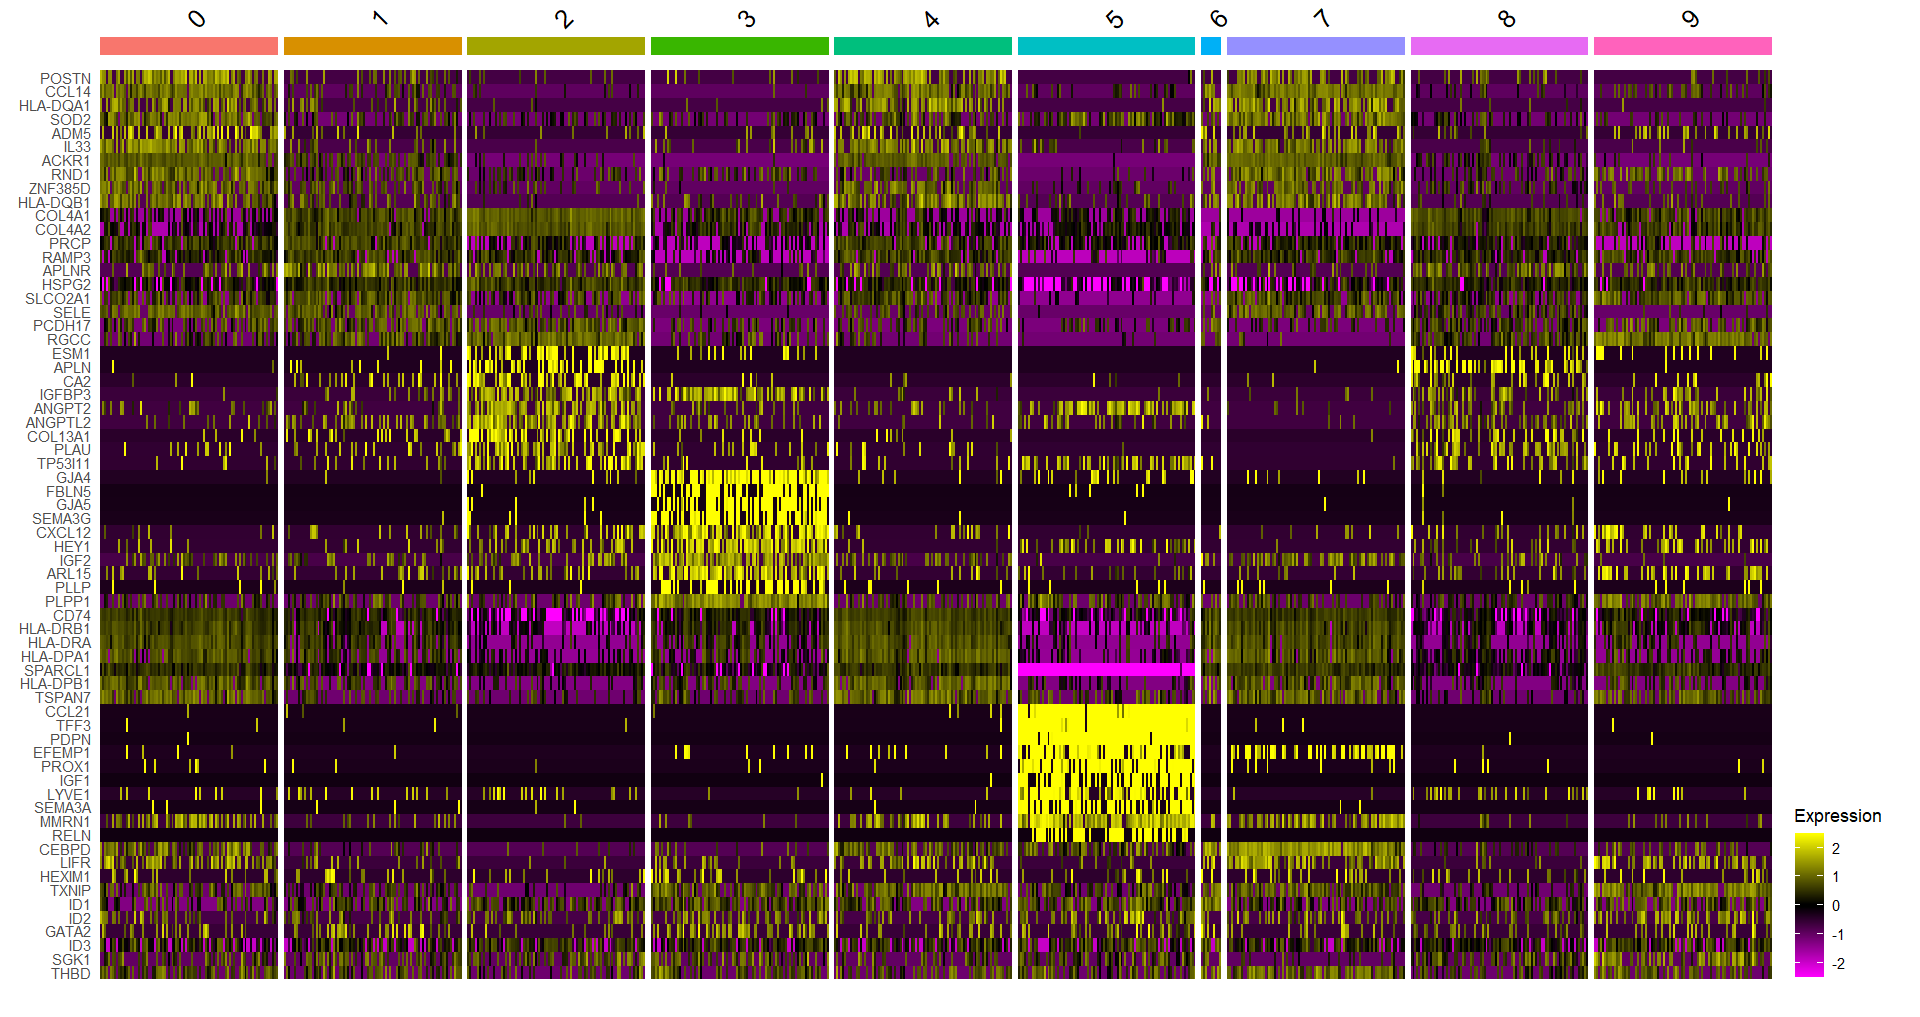 0 1 2 3 4 5 6 7 8 9
POSTN
CCL14
HLA-DQA1
SOD2
ADM5
IL33
ACKR1
RND1
ZNF385D
HLA-DQB1
COL4A1
COL4A2
PRCP
RAMP3
APLNR
HSPG2
SLCO2A1
SELE
PCDH17
RGCC
ESM1
APLN
CA2
IGFBP3
ANGPT2
ANGPTL2
COL13A1
PLAU
TP53I11
GJA4
FBLN5
GJA5
SEMA3G
CXCL12
HEY1
IGF2
ARL15
PLLP
PLPP1
CD74
HLA-DRB1
HLA-DRA
HLA-DPA1
SPARCL1
HLA-DPB1
TSPAN7
CCL21
TFF3
PDPN
EFEMP1
PROX1
IGF1
LYVE1
SEMA3A
MMRN1
RELN
CEBPD
LIFR
HEXIM1
TXNIP
ID1
ID2
GATA2
ID3
SGK1
THBD
Expression
2
1
0
-1
-2